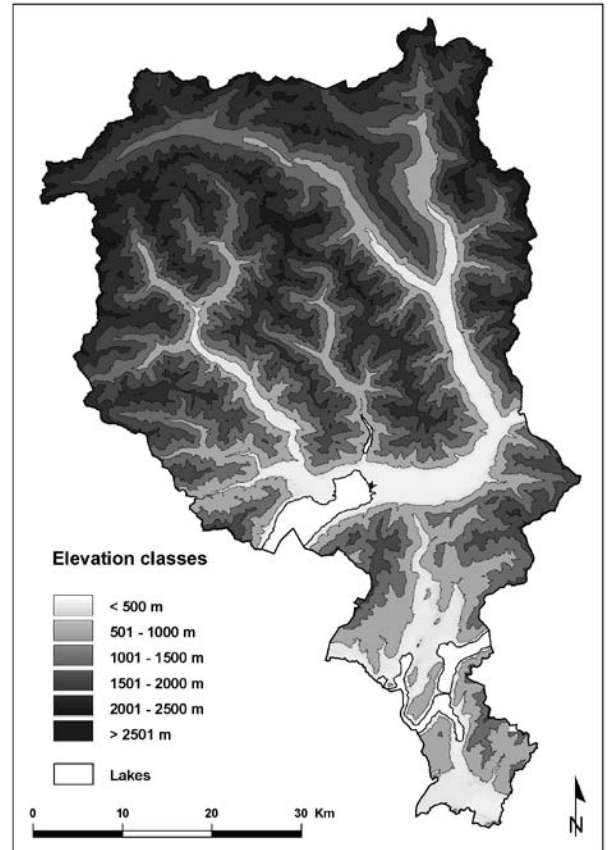 Elevation classes
< 500 m
501 - 1000 m
1001 - 1500 m
1501 - 2000 m
2001 - 2500 m
> 2501 m
Lakes
0 10 20 30 Km
N